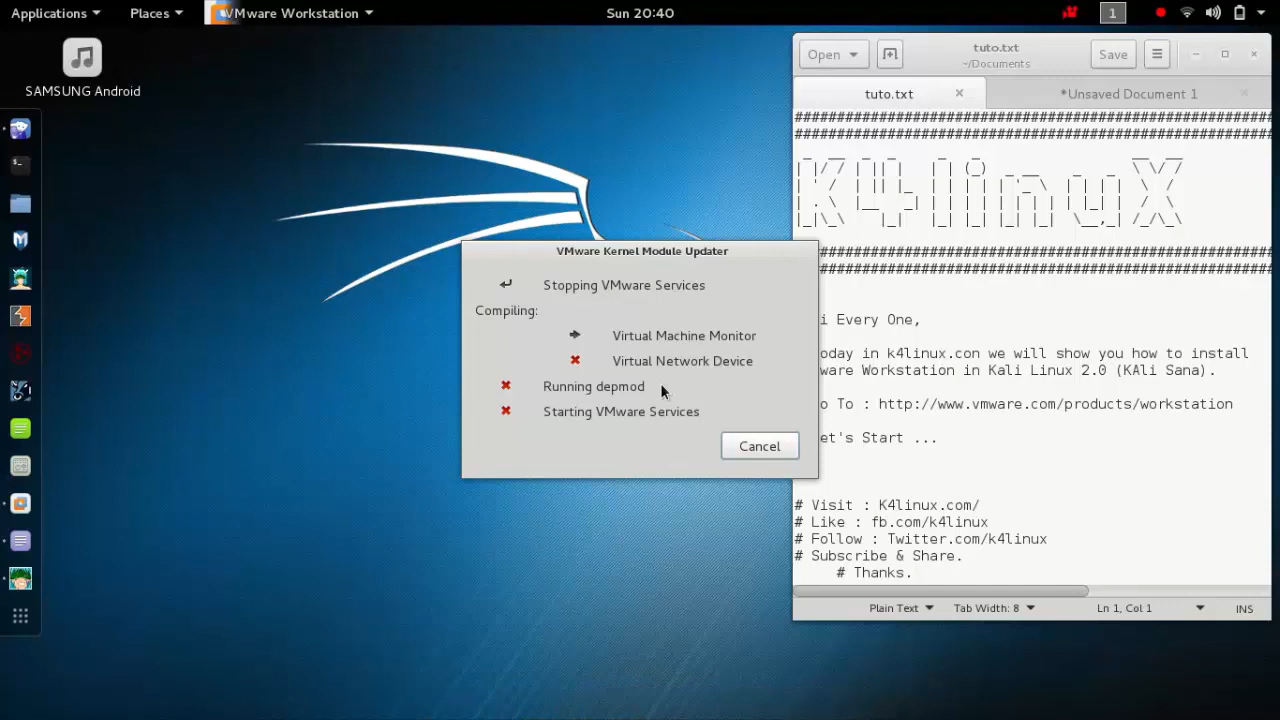 Applications Places VMware Workstation Sun 20:40 1
SAMSUNG Android
Open tuto.txt Save
~/Documents
tuto.txt *Unsaved Document 1
K4linuX
VMware Kernel Module Updater
Stopping VMware Services
Compiling:
Virtual Machine Monitor
Virtual Network Device
Running depmod
Starting VMware Services
Cancel
i Every One,
oday in k4linux.con we will show you how to install
ware Workstation in Kali Linux 2.0 (KAli Sana).
o To : http://www.vmware.com/products/workstation
et's Start ...
# Visit : K4linux.com/
# Like : fb.com/k4linux
# Follow : Twitter.com/k4linux
# Subscribe & Share.
# Thanks.
Plain Text Tab Width: 8 Ln 1, Col 1 INS